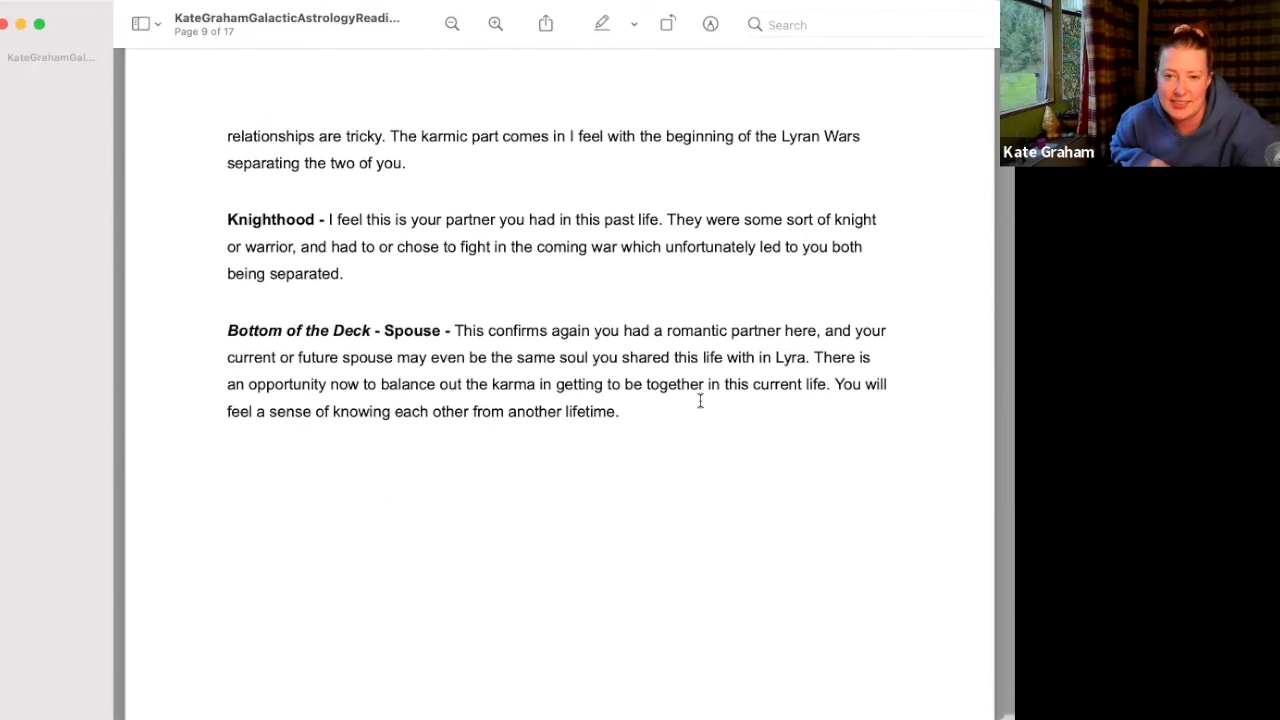 KateGrahamGalacticAstrologyReadi...
Page 9 of 17
Search
KateGrahamGal...
relationships are tricky. The karmic part comes in I feel with the beginning of the Lyran Wars
separating the two of you.
Knighthood - I feel this is your partner you had in this past life. They were some sort of knight
or warrior, and had to or chose to fight in the coming war which unfortunately led to you both
being separated.
Bottom of the Deck - Spouse - This confirms again you had a romantic partner here, and your
current or future spouse may even be the same soul you shared this life with in Lyra. There is
an opportunity now to balance out the karma in getting to be together in this current life. You will
feel a sense of knowing each other from another lifetime.
Kate Graham